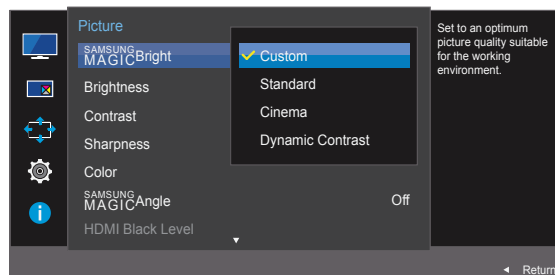 Picture
SAMSUNG
MAGIC Bright
Brightness
Contrast
Sharpness
Color
SAMSUNG
MAGIC Angle
Off
HDMI Black Level
Custom
Standard
Cinema
Dynamic Contrast
Set to an optimum
picture quality suitable
for the working
environment.
Return